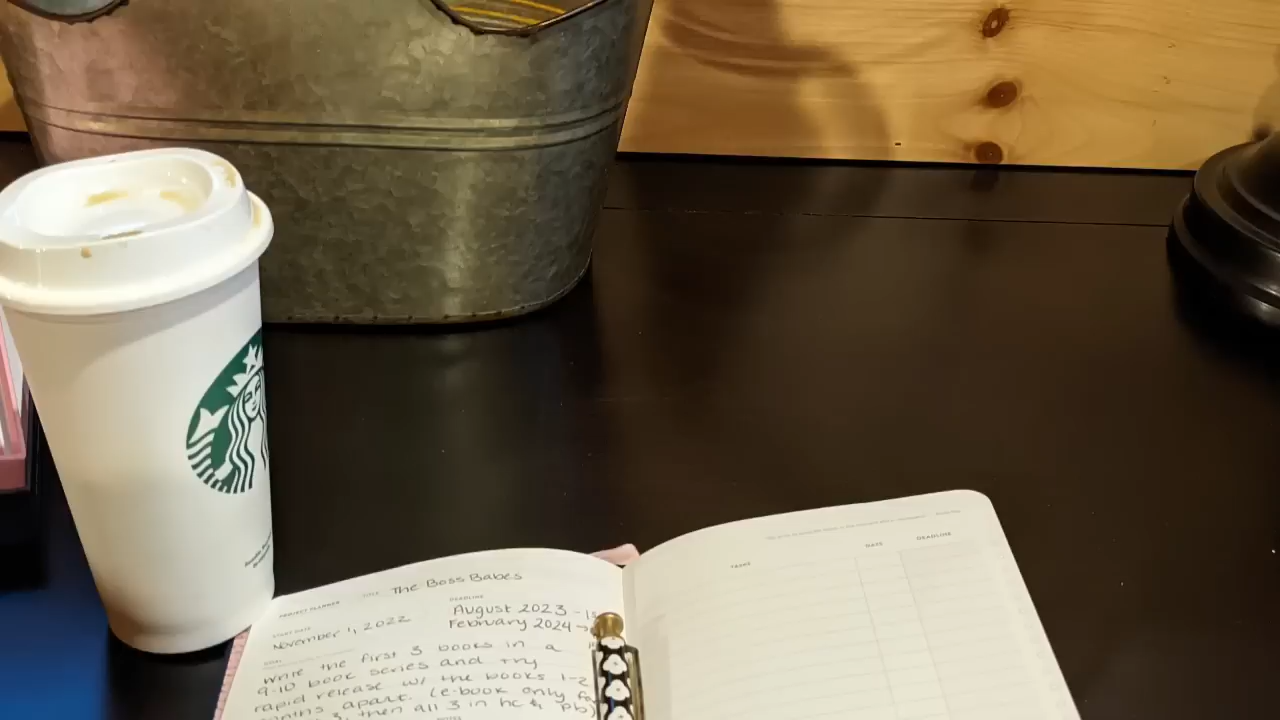 PROJECT PLANNER
TITLE The Boss Babes
START DATE
DEADLINE
November 1, 2022
August 2023 -
February 2024 →
GOAL
Write the first 3 books in a
9-10 book series and try
rapid release w/ the books 1-2
months apart. (e-book only for
3, then all 3 in hc & pb)
NOTES
TASKS
DATE
DEADLINE